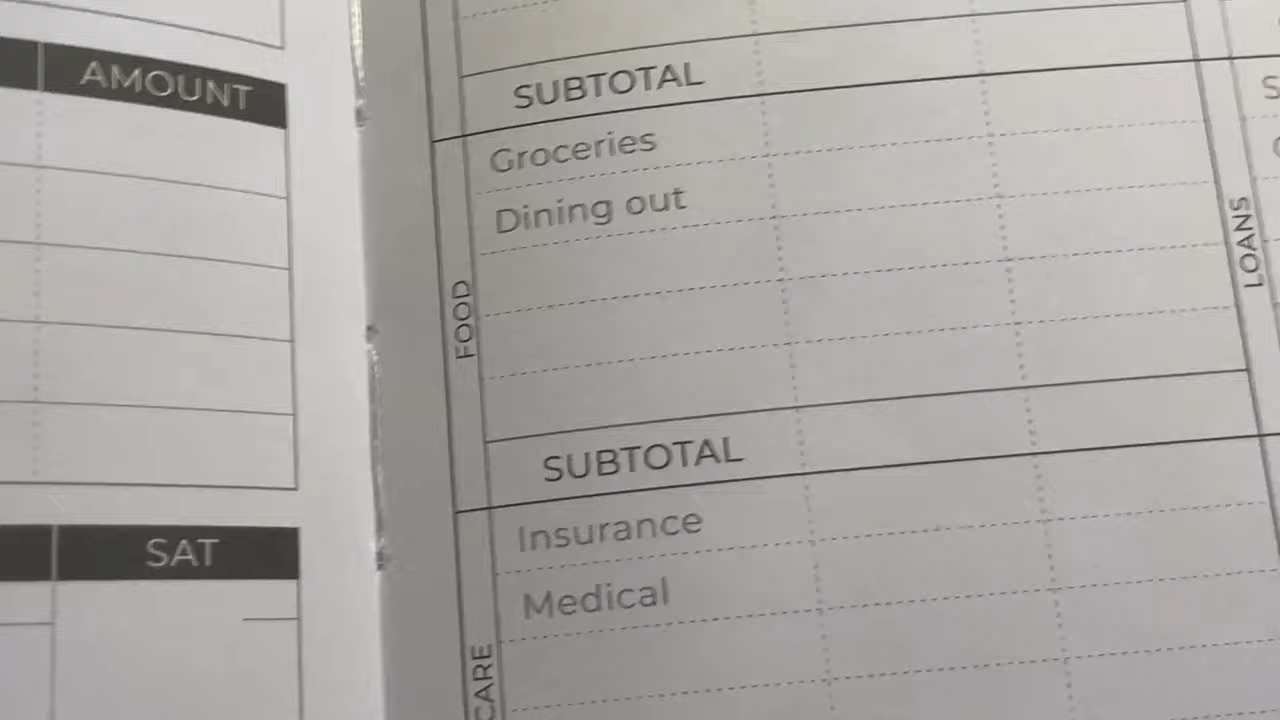 AMOUNT
SAT
SUBTOTAL
Groceries
Dining out
FOOD
SUBTOTAL
Insurance
Medical
CARE
LOANS